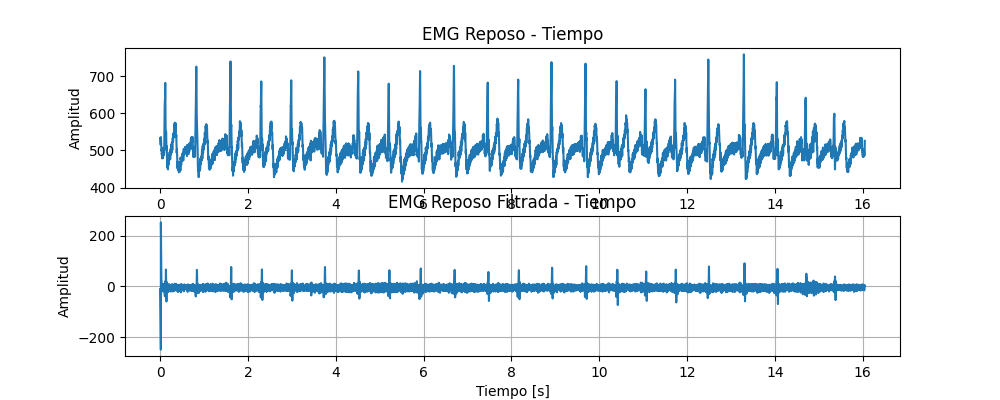 EMG Reposo - Tiempo
Amplitud
700
600
500
400
0 2 4 6 8 10 12 14 16
EMG Reposo Filtrada - Tiempo
Amplitud
200
0
−200
0 2 4 6 8 10 12 14 16
Tiempo [s]